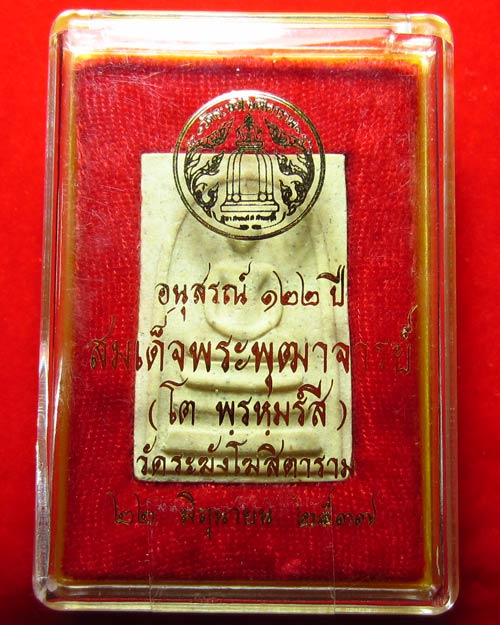 อนุสรณ์ ๑๒๒ ปี
สมเด็จพระพุฒาจารย์
(โต พฺรหฺมรํสี)
วัดระฆังโฆสิตาราม
๒๒ มิถุนายน ๒๕๓๗